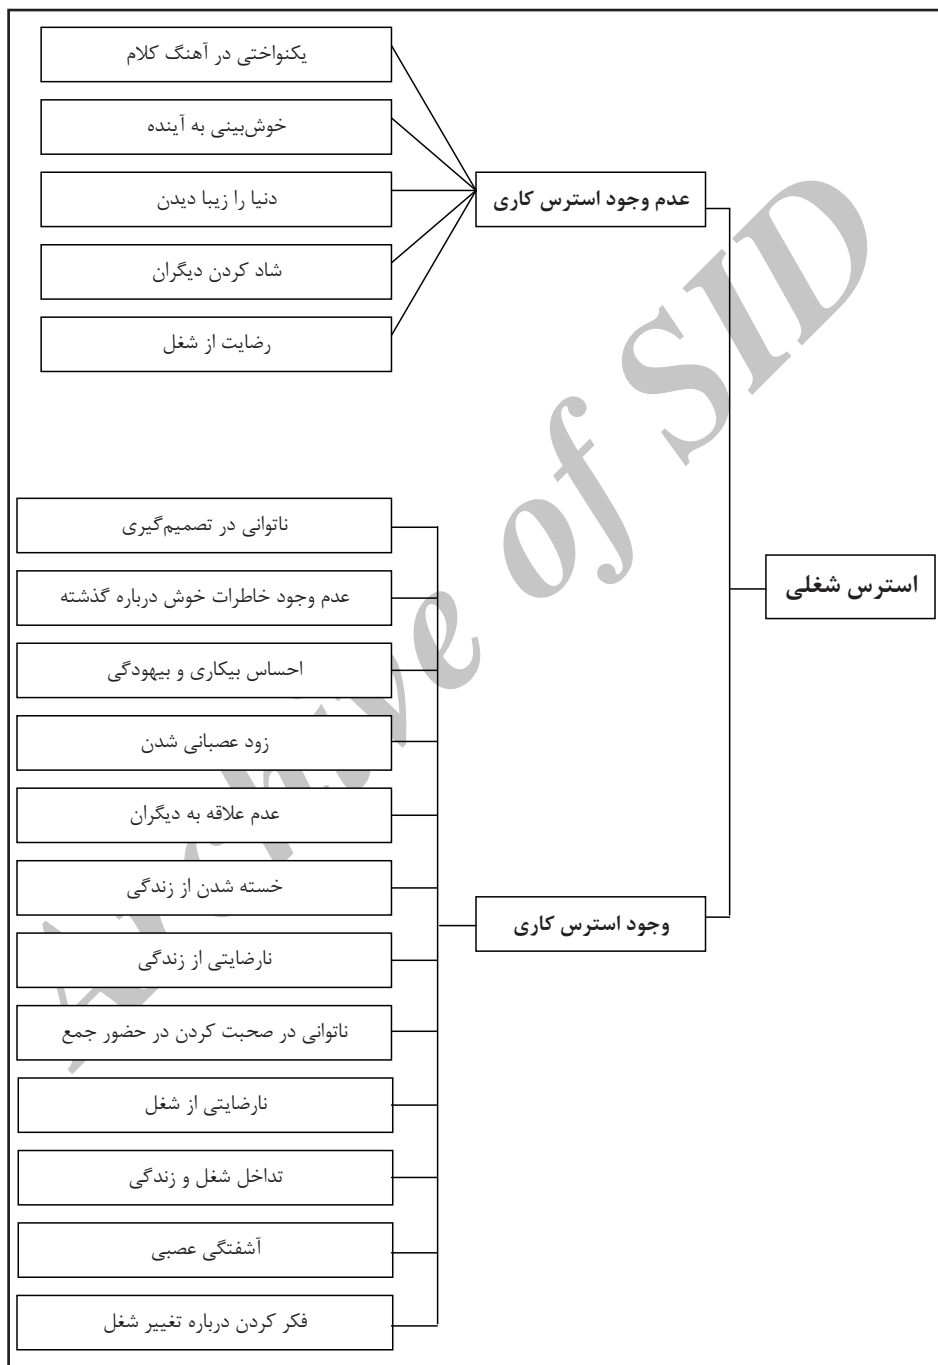 یکنواختی در آهنگ کلام
خوش‌بینی به آینده
دنیا را زیبا دیدن
شاد کردن دیگران
رضایت از شغل
عدم وجود استرس کاری
استرس شغلی
ناتوانی در تصمیم‌گیری
عدم وجود خاطرات خوش درباره گذشته
احساس بیکاری و بیهودگی
زود عصبانی شدن
عدم علاقه به دیگران
خسته شدن از زندگی
نارضایتی از زندگی
ناتوانی در صحبت کردن در حضور جمع
نارضایتی از شغل
تداخل شغل و زندگی
آشفتگی عصبی
فکر کردن درباره تغییر شغل
وجود استرس کاری
Archive of SID